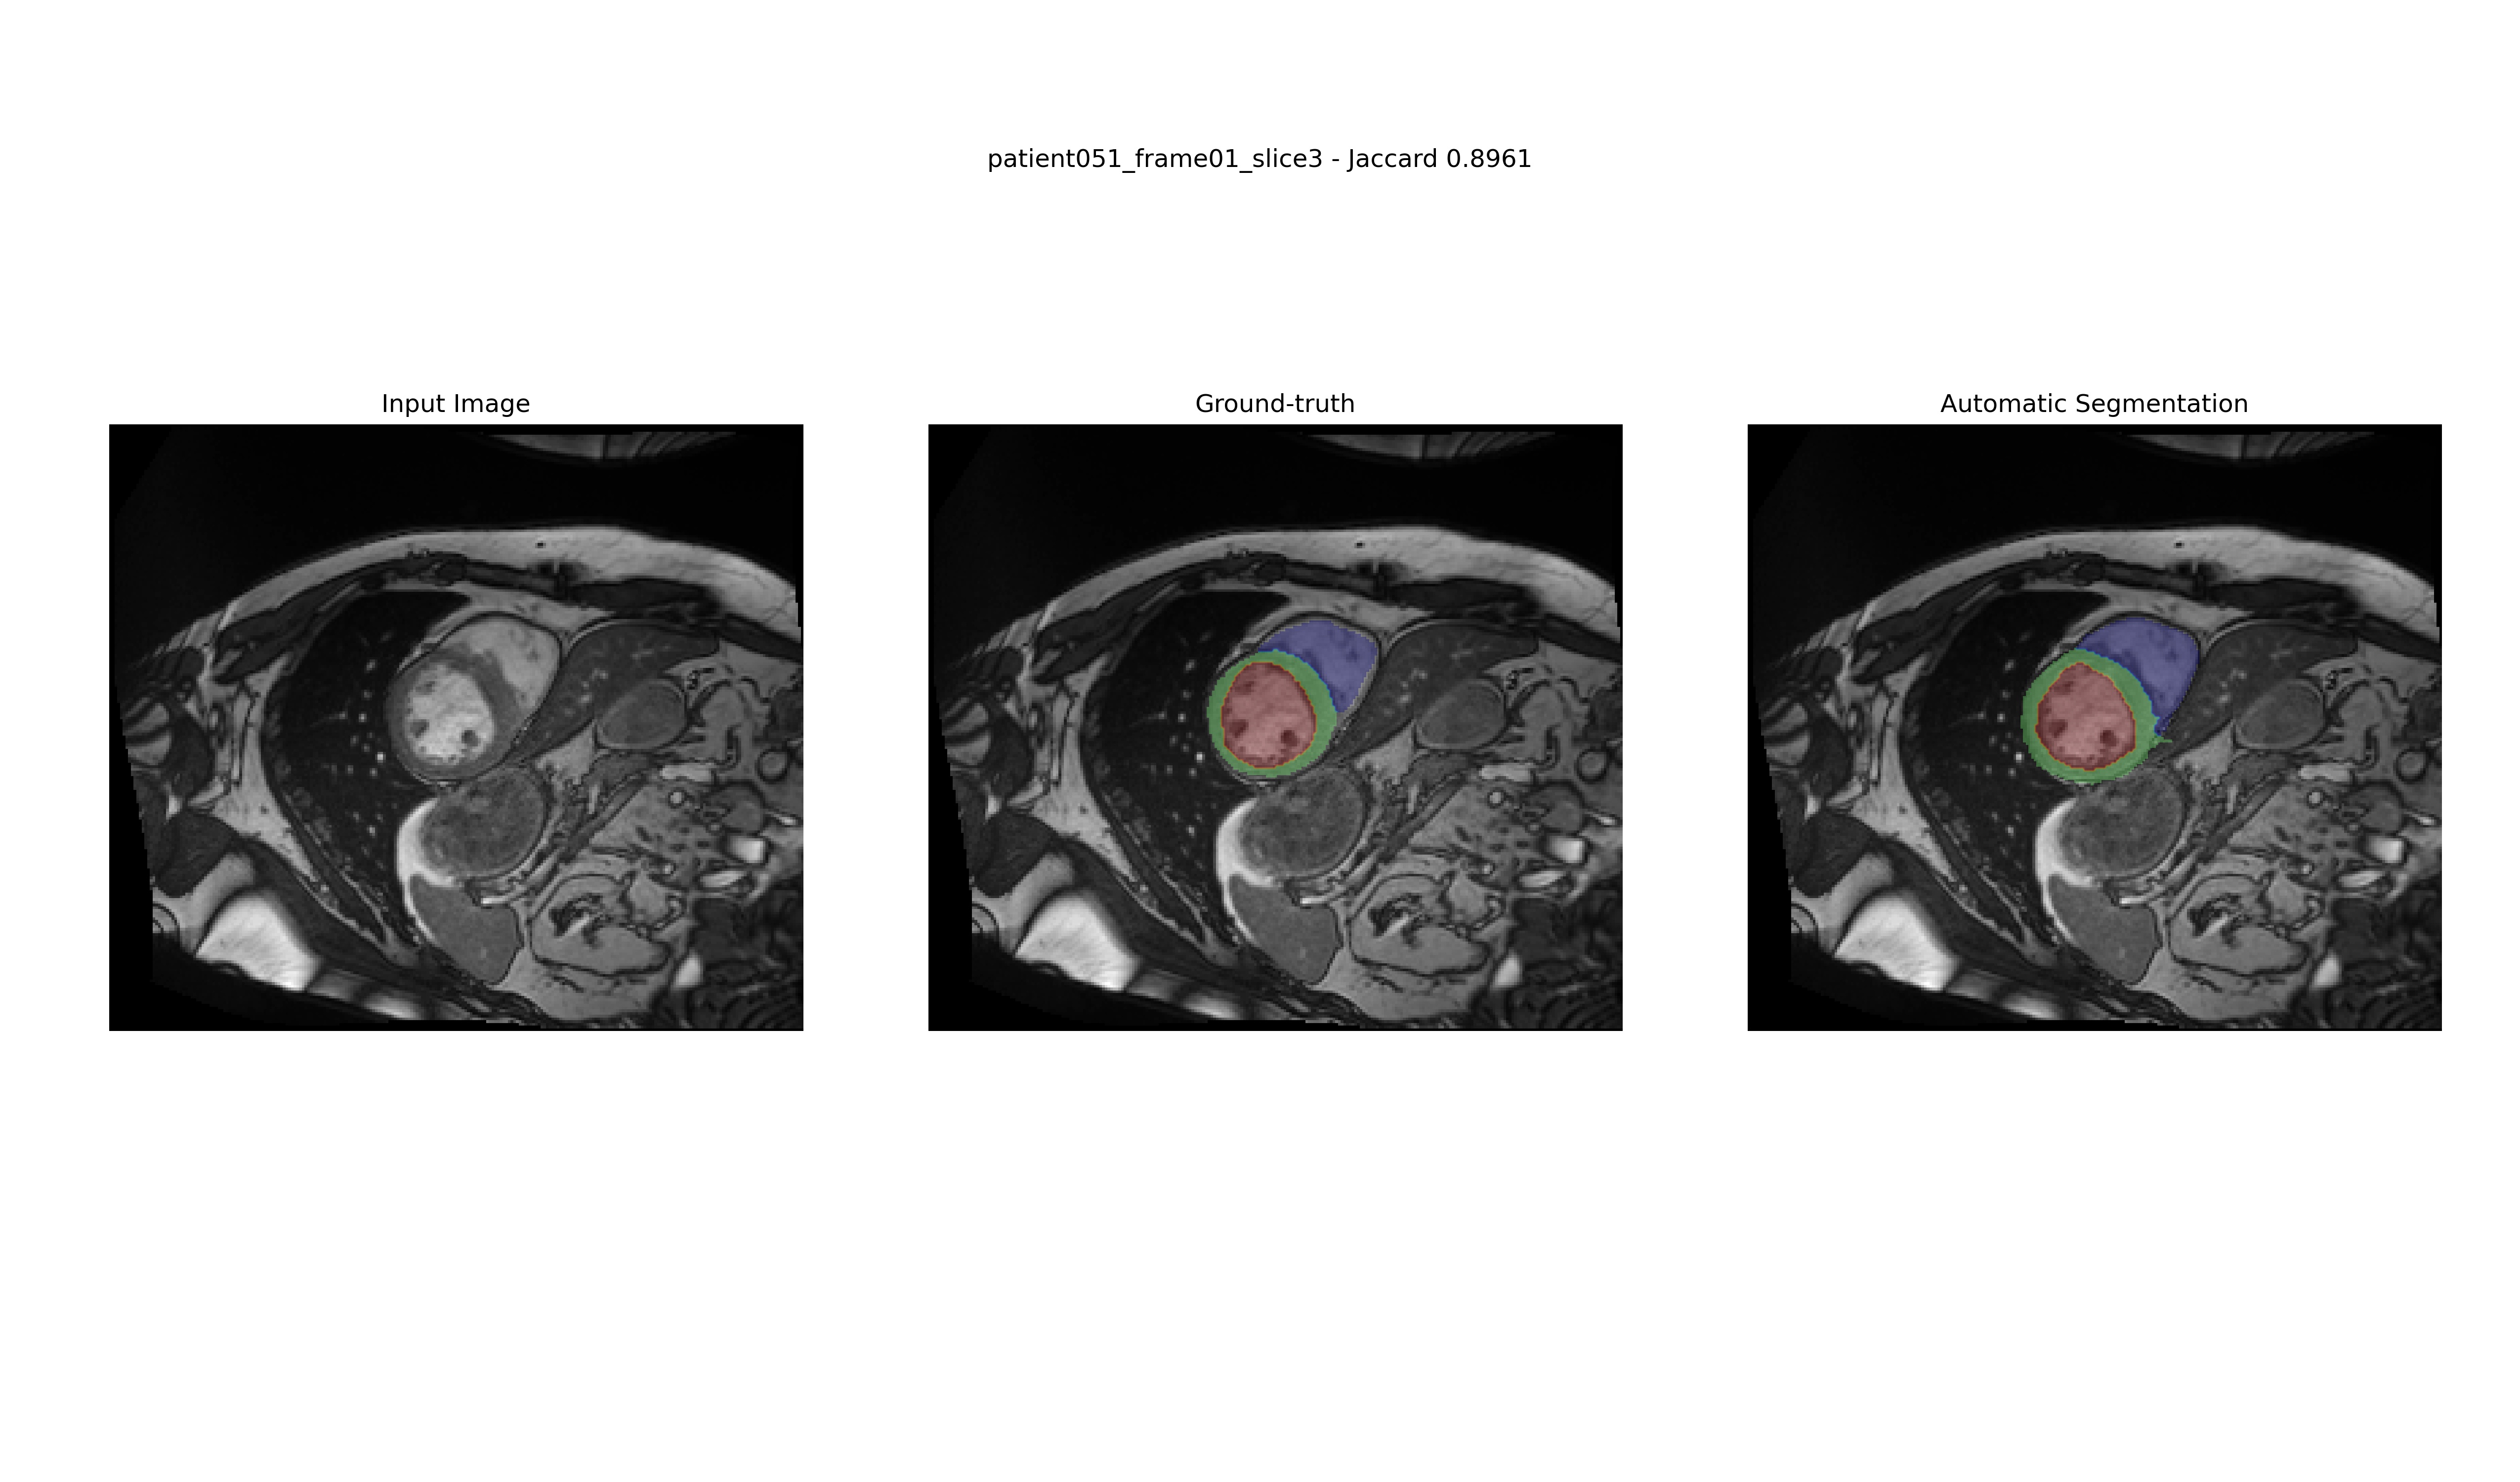 patient051_frame01_slice3 - Jaccard 0.8961
Input Image
Ground-truth
Automatic Segmentation